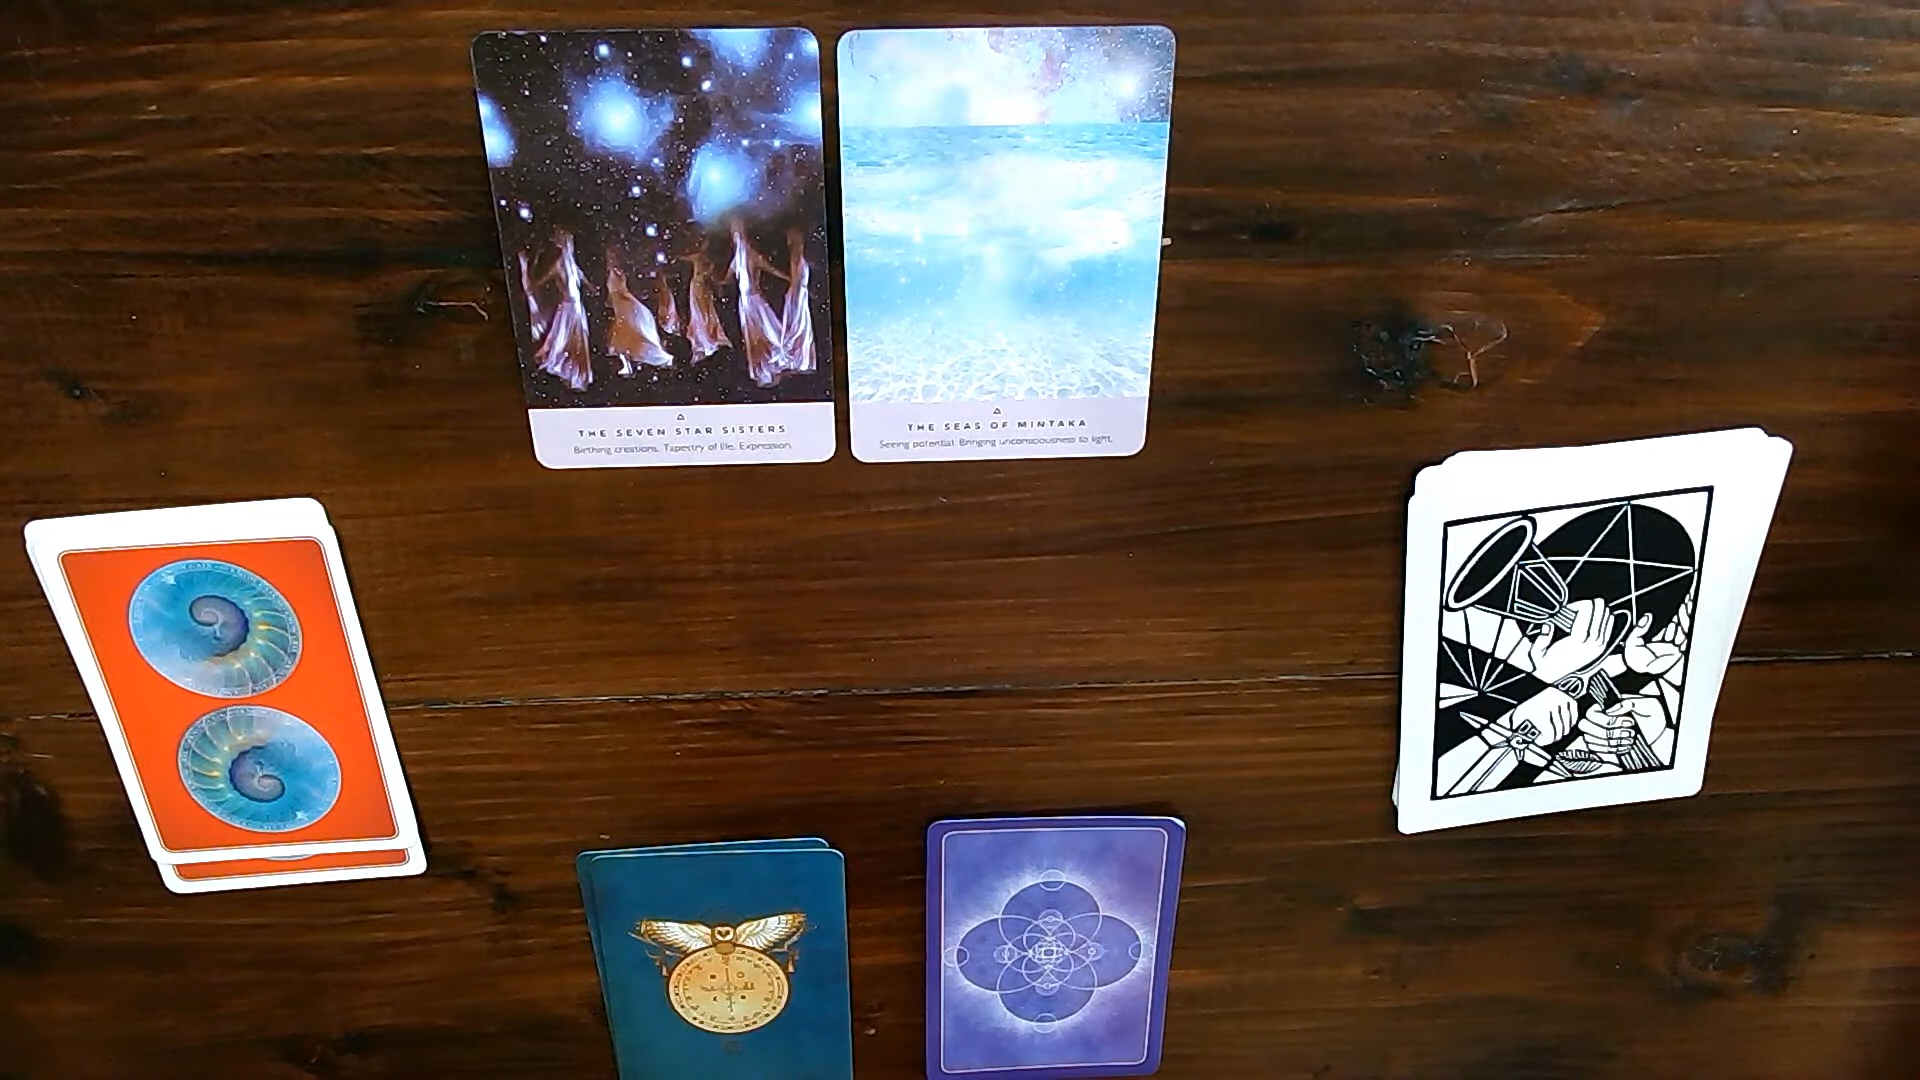 THE SEVEN STAR SISTERS
Birthing creations. Tapestry of life. Expression.
THE SEAS OF MINTAKA
Seeing potential. Bringing unconsciousness to light.